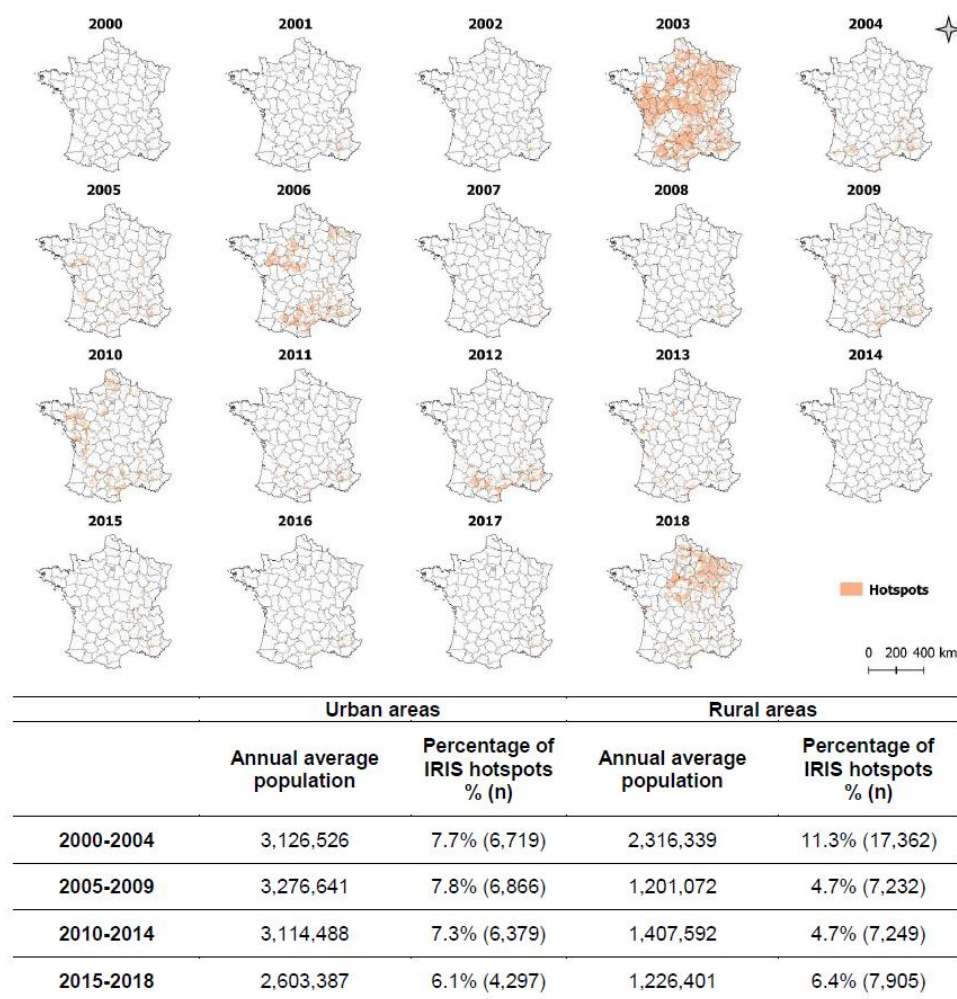 2000 2001 2002 2003 2004
2005 2006 2007 2008 2009
2010 2011 2012 2013 2014
2015 2016 2017 2018
Hotspots
0 200 400 km
Urban areas Rural areas
Annual average population Percentage of IRIS hotspots % (n) Annual average population Percentage of IRIS hotspots % (n)
2000-2004 3,126,526 7.7% (6,719) 2,316,339 11.3% (17,362)
2005-2009 3,276,641 7.8% (6,866) 1,201,072 4.7% (7,232)
2010-2014 3,114,488 7.3% (6,379) 1,407,592 4.7% (7,249)
2015-2018 2,603,387 6.1% (4,297) 1,226,401 6.4% (7,905)